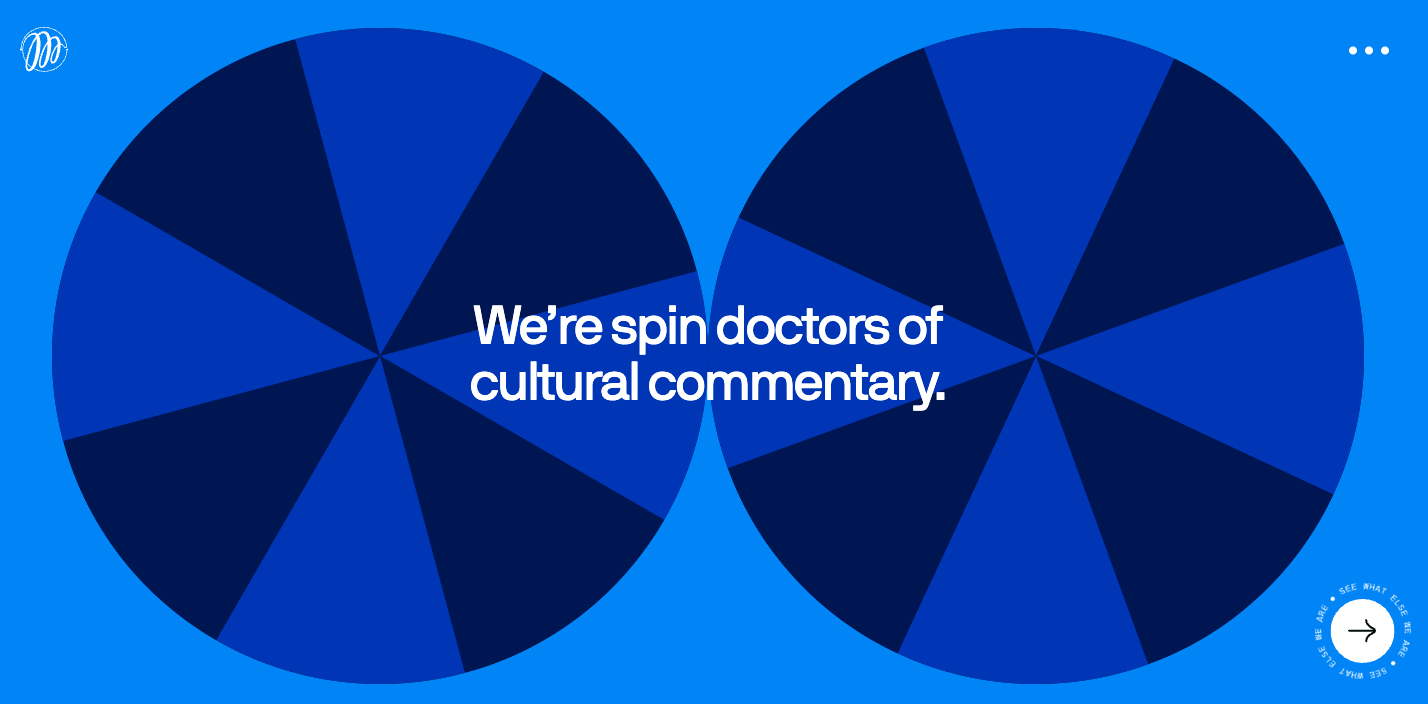 We’re spin doctors of
cultural commentary.
SEE WHAT ELSE WE ARE • SEE WHAT ELSE WE ARE •